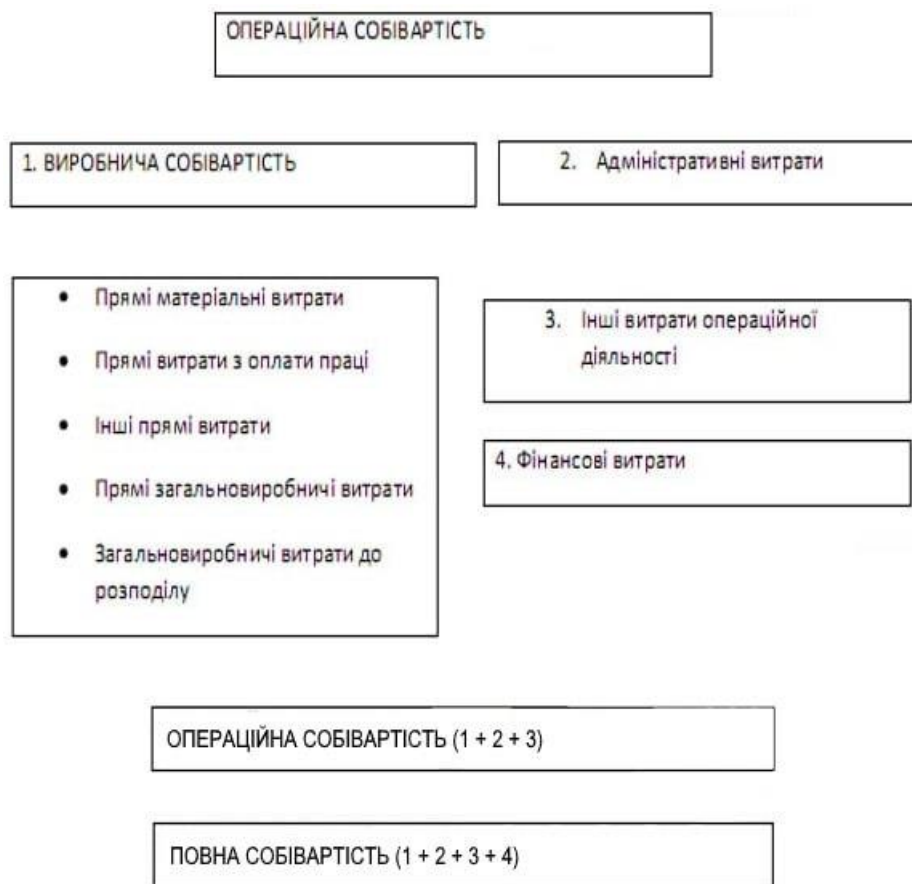 ОПЕРАЦІЙНА СОБІВАРТІСТЬ
1. ВИРОБНИЧА СОБІВАРТІСТЬ
2. Адміністративні витрати
• Прямі матеріальні витрати
• Прямі витрати з оплати праці
• Інші прямі витрати
• Прямі загальновиробничі витрати
• Загальновиробничі витрати до
розподілу
3. Інші витрати операційної
діяльності
4. Фінансові витрати
ОПЕРАЦІЙНА СОБІВАРТІСТЬ (1 + 2 + 3)
ПОВНА СОБІВАРТІСТЬ (1 + 2 + 3 + 4)